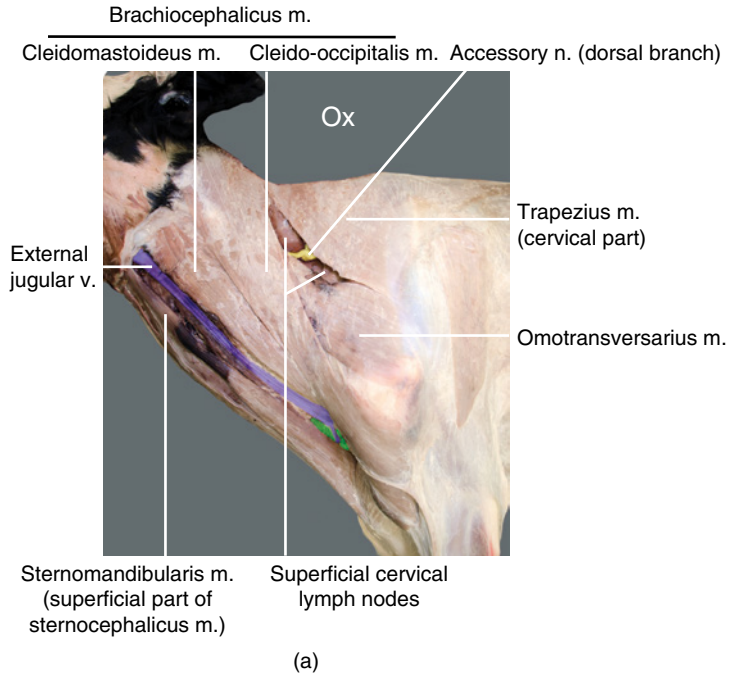 Brachiocephalicus m.
Cleidomastoideus m. Cleido-occipitalis m. Accessory n. (dorsal branch)
Ox
Trapezius m.
(cervical part)
External
jugular v.
Omotransversarius m.
Sternomandibularis m.
(superficial part of
sternocephalicus m.)
Superficial cervical
lymph nodes
(a)